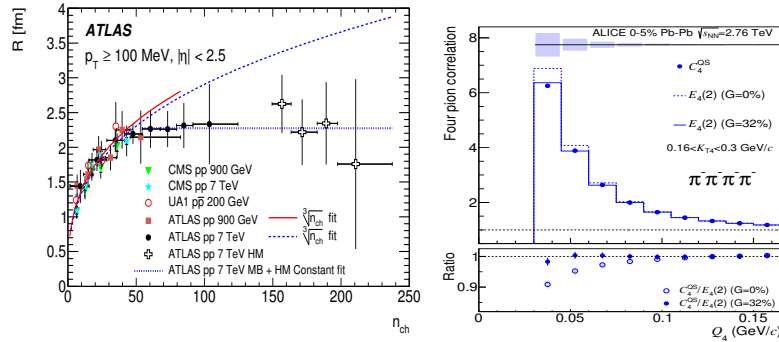 R [fm]
4
3.5
3
2.5
2
1.5
1
0.5
0
ATLAS
p_T ≥ 100 MeV, |η| < 2.5
CMS pp 900 GeV
CMS pp 7 TeV
UA1 pp̅ 200 GeV
ATLAS pp 900 GeV
ATLAS pp 7 TeV
ATLAS pp 7 TeV HM
ATLAS pp 7 TeV MB + HM Constant fit
∛n_ch fit
∛n_ch fit
0 50 100 150 200 250
n_ch
Four pion correlation
ALICE 0-5% Pb-Pb √s_NN=2.76 TeV
C_4^QS
E_4(2) (G=0%)
E_4(2) (G=32%)
0.16<K_T4<0.3 GeV/c
π⁻π⁻π⁻π⁻
8
6
4
2
Ratio
1
0.9
C_4^QS/E_4(2) (G=0%)
C_4^QS/E_4(2) (G=32%)
0 0.05 0.1 0.15
Q_4 (GeV/c)